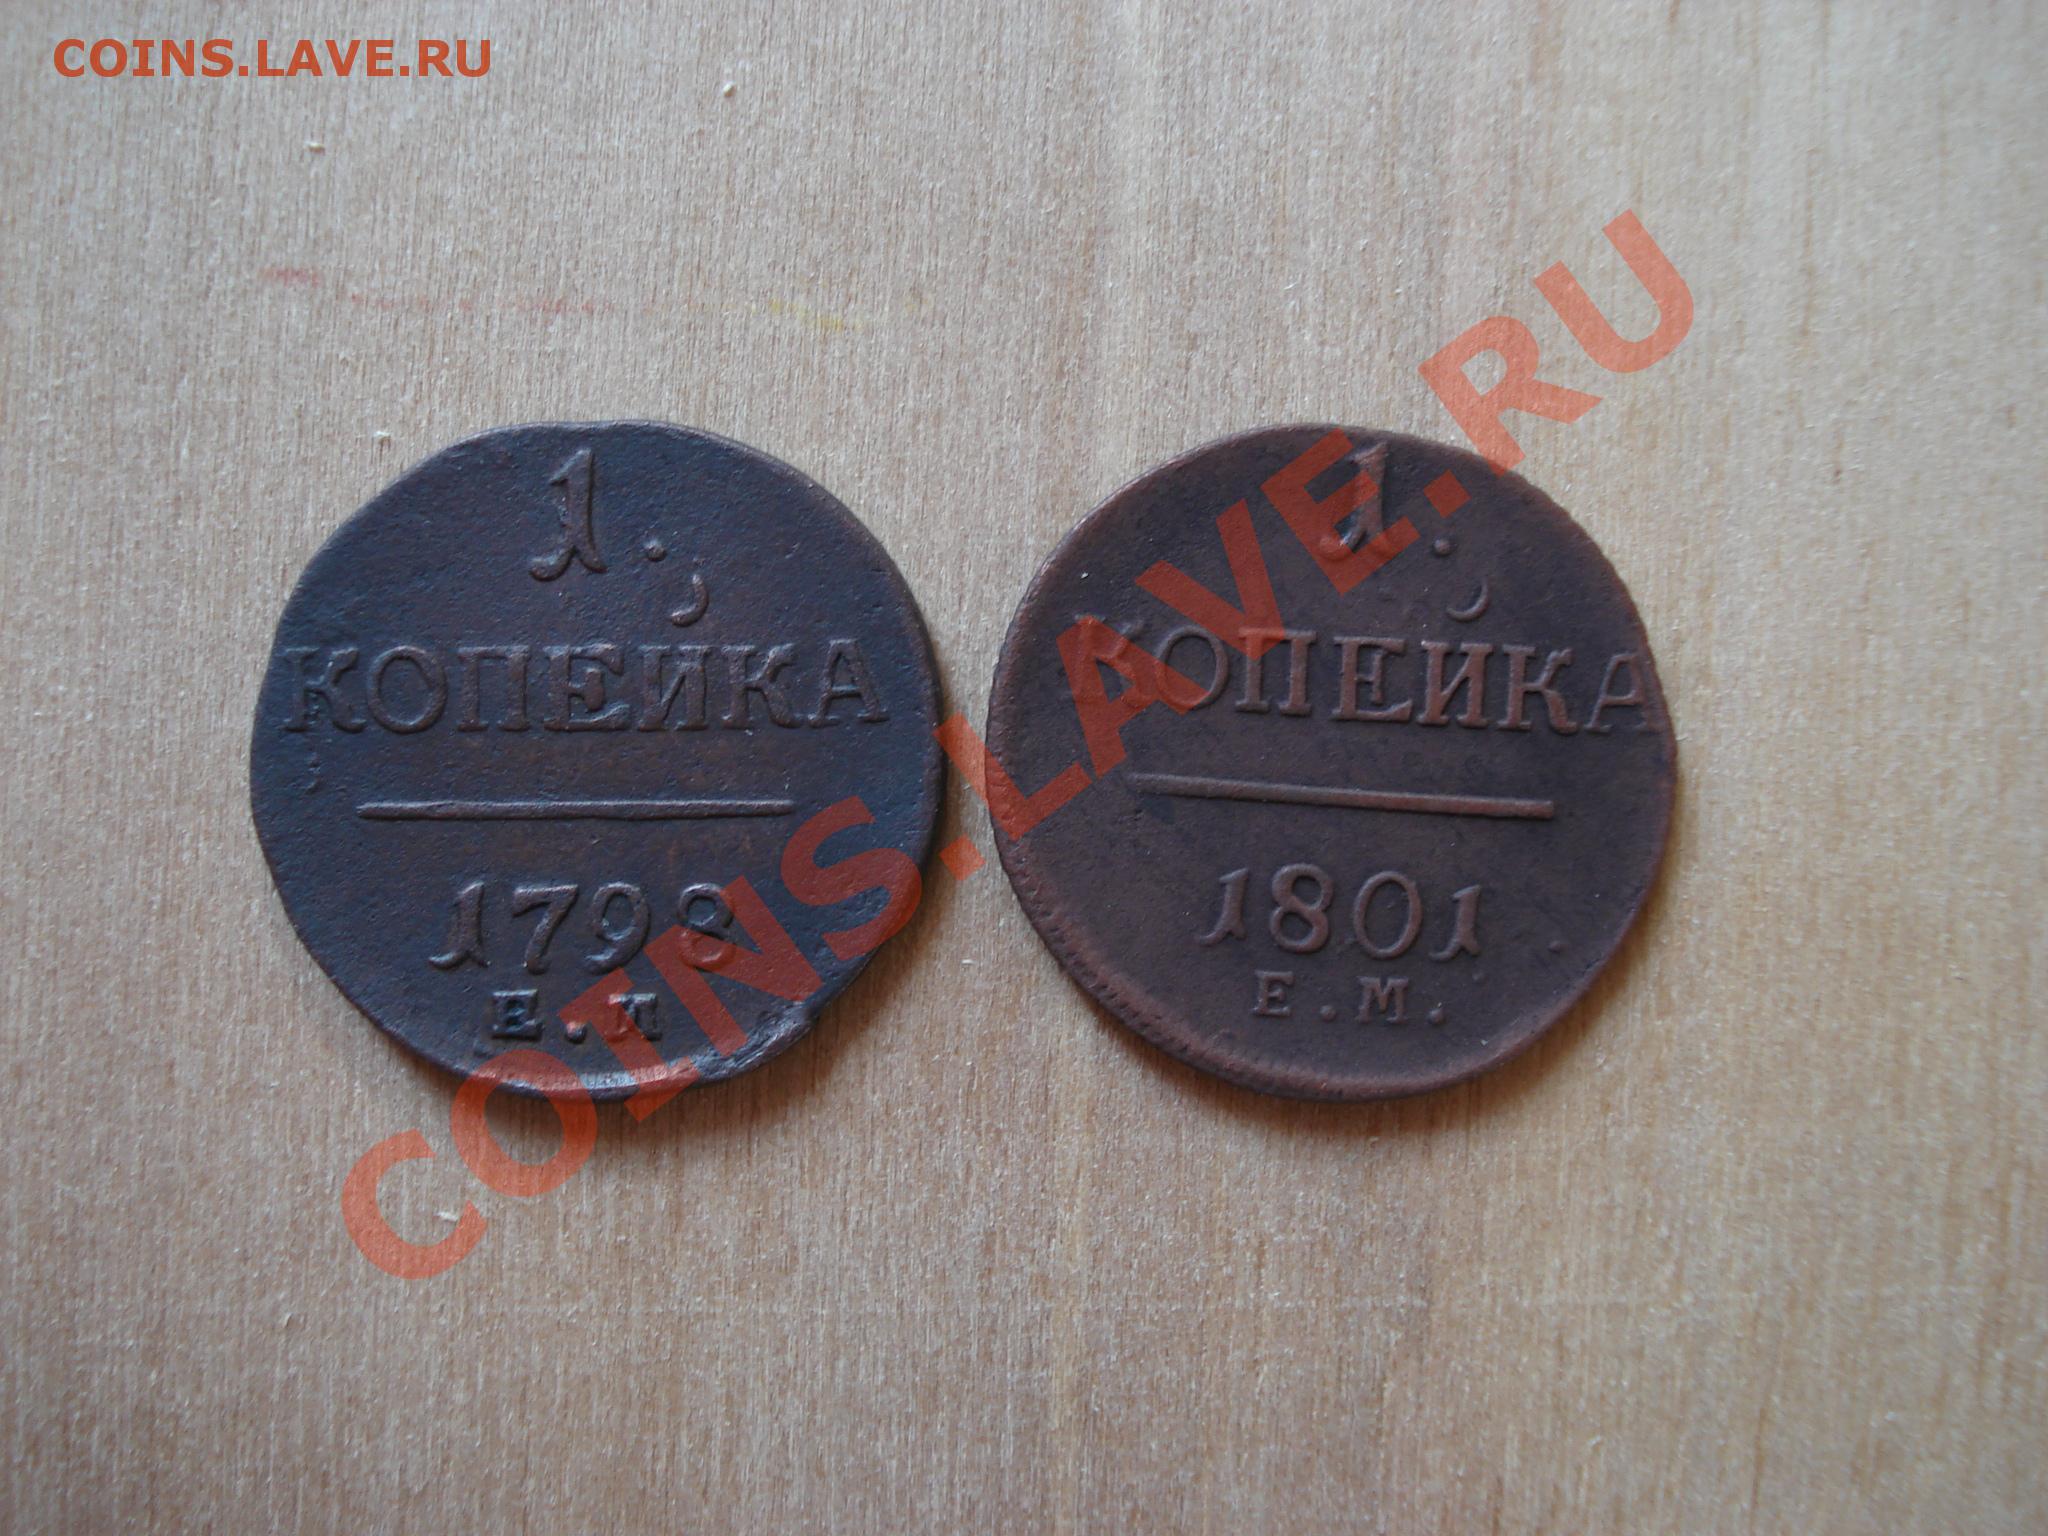 COINS.LAVE.RU
1.
КОПЕЙКА
1798
Е.М
1.
КОПЕЙКА
1801
Е.М.
COINS.LAVE.RU